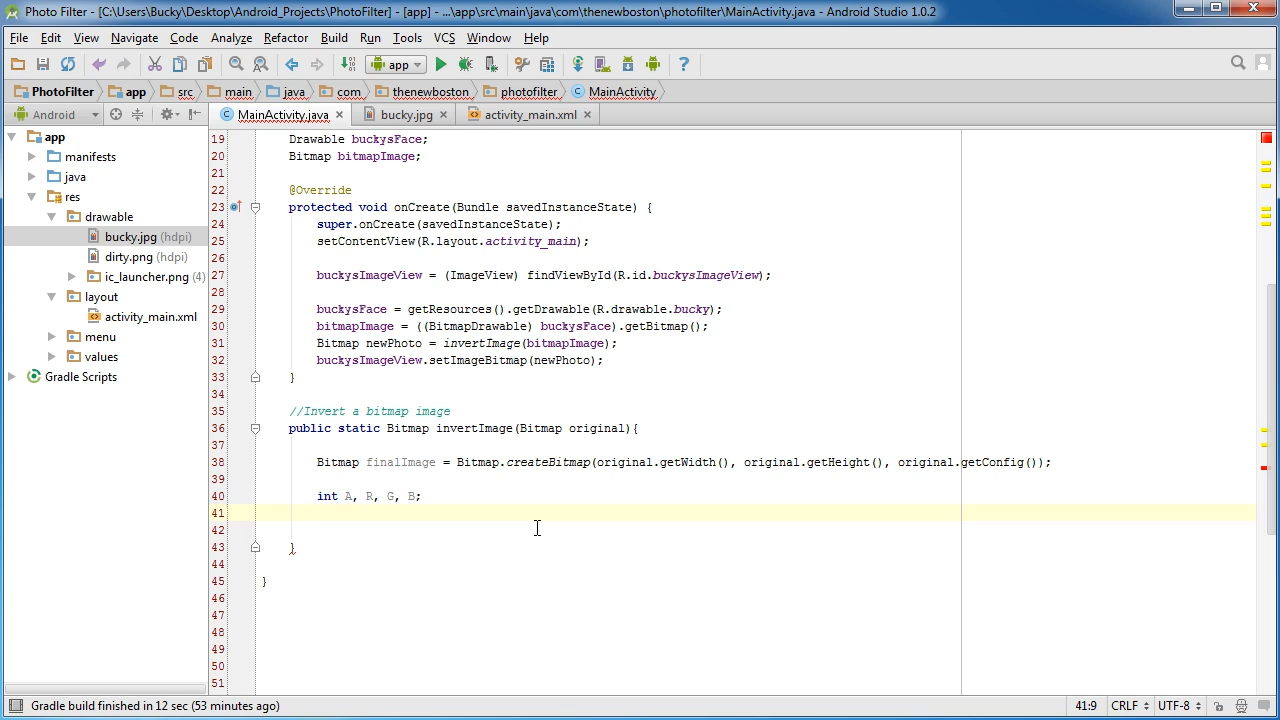 Photo Filter - [C:\Users\Bucky\Desktop\Android_Projects\PhotoFilter] - [app] - ...\app\src\main\java\com\thenewboston\photofilter\MainActivity.java - Android Studio 1.0.2
File Edit View Navigate Code Analyze Refactor Build Run Tools VCS Window Help
app
PhotoFilter app src main java com thenewboston photofilter MainActivity
Android MainActivity.java bucky.jpg activity_main.xml
app
manifests
java
res
drawable
bucky.jpg (hdpi)
dirty.png (hdpi)
ic_launcher.png (4)
layout
activity_main.xml
menu
values
Gradle Scripts
19 Drawable buckysFace;
20 Bitmap bitmapImage;
21
22 @Override
23 protected void onCreate(Bundle savedInstanceState) {
24 super.onCreate(savedInstanceState);
25 setContentView(R.layout.activity_main);
26
27 buckysImageView = (ImageView) findViewById(R.id.buckysImageView);
28
29 buckysFace = getResources().getDrawable(R.drawable.bucky);
30 bitmapImage = ((BitmapDrawable) buckysFace).getBitmap();
31 Bitmap newPhoto = invertImage(bitmapImage);
32 buckysImageView.setImageBitmap(newPhoto);
33 }
34
35 //Invert a bitmap image
36 public static Bitmap invertImage(Bitmap original){
37
38 Bitmap finalImage = Bitmap.createBitmap(original.getWidth(), original.getHeight(), original.getConfig());
39
40 int A, R, G, B;
41
42
43 }
44
45 }
46
47
48
49
50
51
Gradle build finished in 12 sec (53 minutes ago) 41:9 CRLF UTF-8